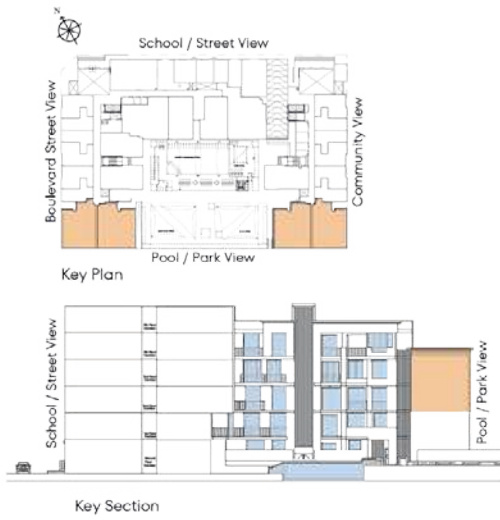 N
School / Street View
Boulevard Street View
Community View
Pool / Park View
Key Plan
School / Street View
Pool / Park View
Key Section